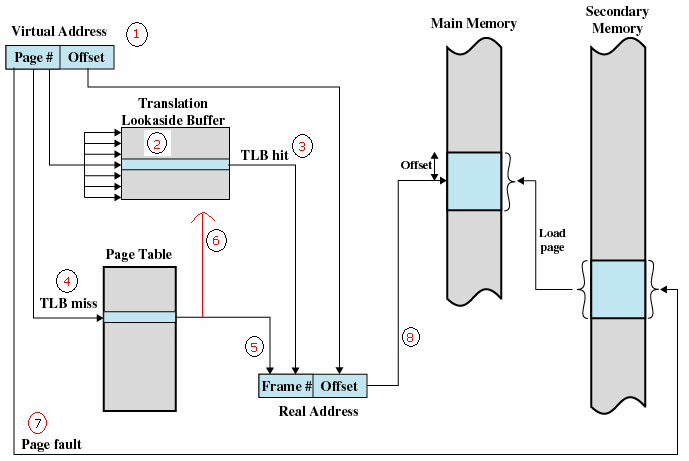 Virtual Address
1
Page #
Offset
Translation
Lookaside Buffer
2
TLB hit
3
Main Memory
Secondary
Memory
Offset
Load
page
6
Page Table
4
TLB miss
5
8
Frame #
Offset
Real Address
7
Page fault